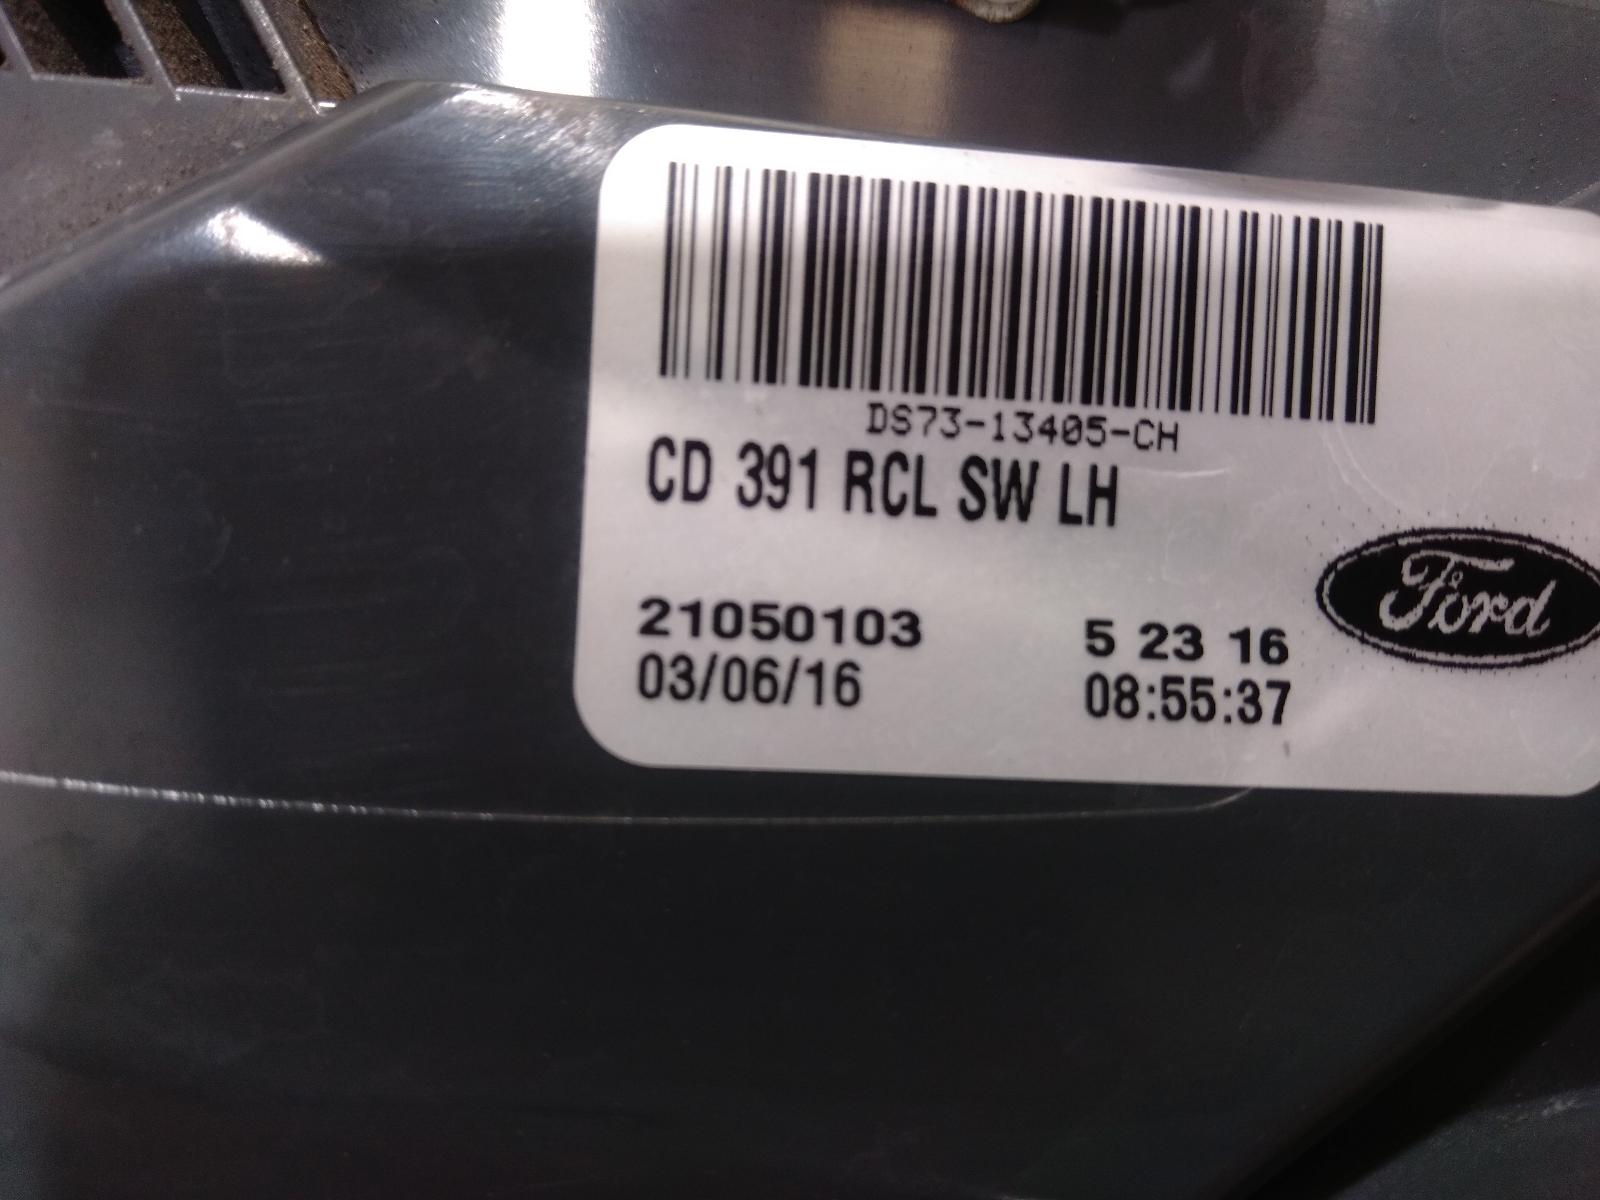 DS73-13405-CH
CD 391 RCL SW LH
Ford
21050103 5 23 16
03/06/16 08:55:37